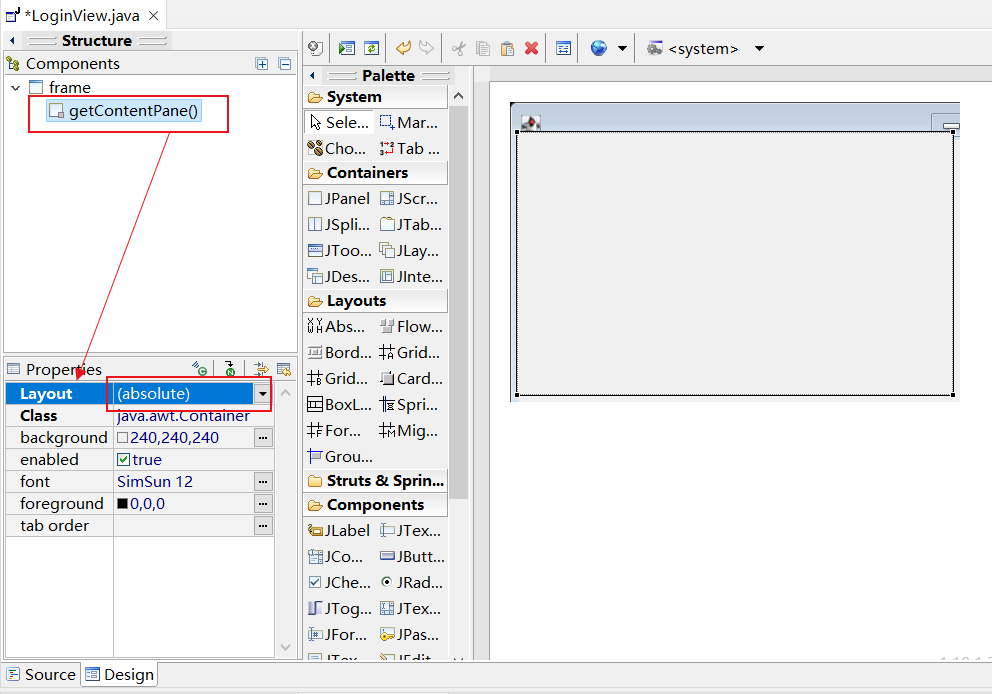 *LoginView.java
Structure
Components
frame
getContentPane()
Properties
Layout (absolute)
Class java.awt.Container
background 240,240,240
enabled true
font SimSun 12
foreground 0,0,0
tab order
Source Design
<system>
Palette
System
Sele... Mar...
Cho... Tab ...
Containers
JPanel JScr...
JSpli... JTab...
JToo... JLay...
JDes... JInte...
Layouts
Abs... Flow...
Bord... Grid...
Grid... Card...
BoxL... Spri...
For... Mig...
Grou...
Struts & Sprin...
Components
JLabel JTex...
JCo... JButt...
JChe... JRad...
JTog... JTex...
JFor... JPas...
JTex... JEdit...